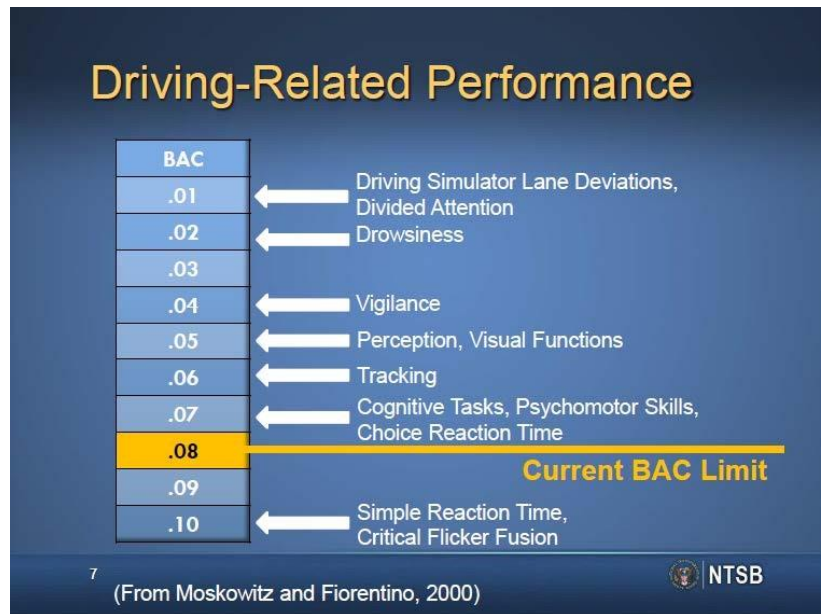 Driving-Related Performance
BAC
.01
Driving Simulator Lane Deviations,
Divided Attention
.02
Drowsiness
.03
.04
Vigilance
.05
Perception, Visual Functions
.06
Tracking
.07
Cognitive Tasks, Psychomotor Skills,
Choice Reaction Time
.08
Current BAC Limit
.09
.10
Simple Reaction Time,
Critical Flicker Fusion
7
(From Moskowitz and Fiorentino, 2000)
NTSB